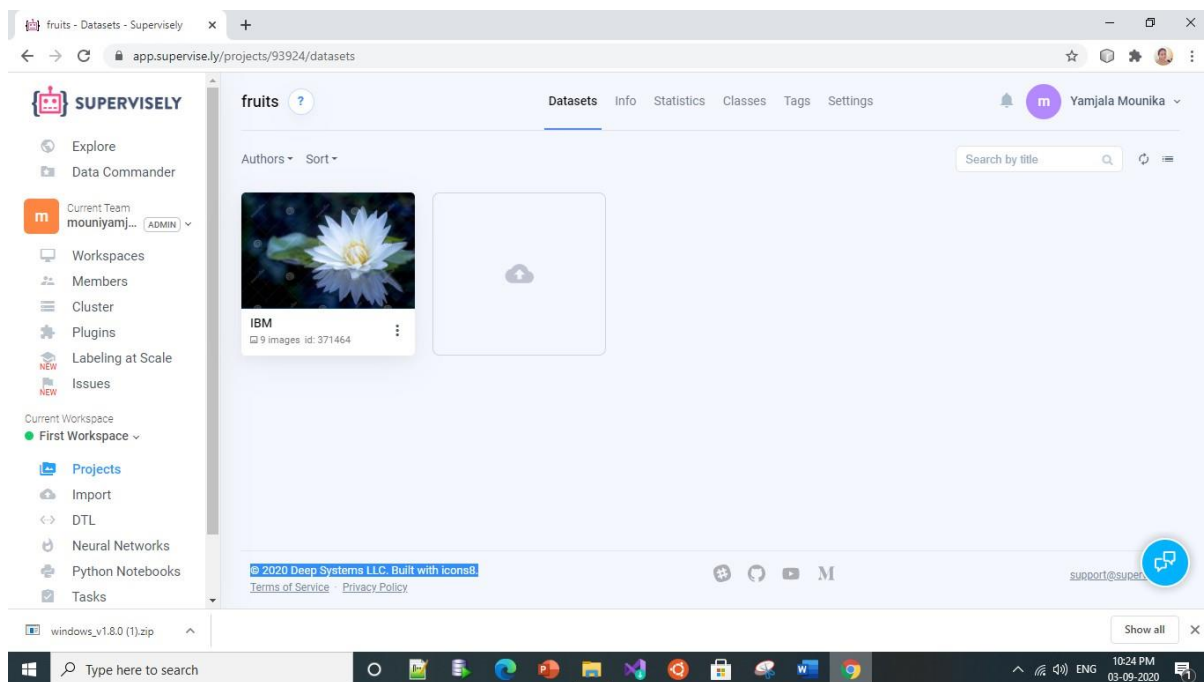 fruits - Datasets - Supervisely
app.supervise.ly/projects/93924/datasets
SUPERVISELY
Explore
Data Commander
Current Team
m
mouniyamj... ADMIN
Workspaces
Members
Cluster
Plugins
Labeling at Scale
NEW
Issues
NEW
Current Workspace
First Workspace
Projects
Import
DTL
Neural Networks
Python Notebooks
Tasks
fruits ?
Datasets Info Statistics Classes Tags Settings
m Yamjala Mounika
Authors Sort
Search by title
IBM
9 images id: 371464
© 2020 Deep Systems LLC. Built with icons8.
Terms of Service · Privacy Policy
M
support@superv
windows_v1.8.0 (1).zip
Show all
Type here to search
ENG
10:24 PM
03-09-2020